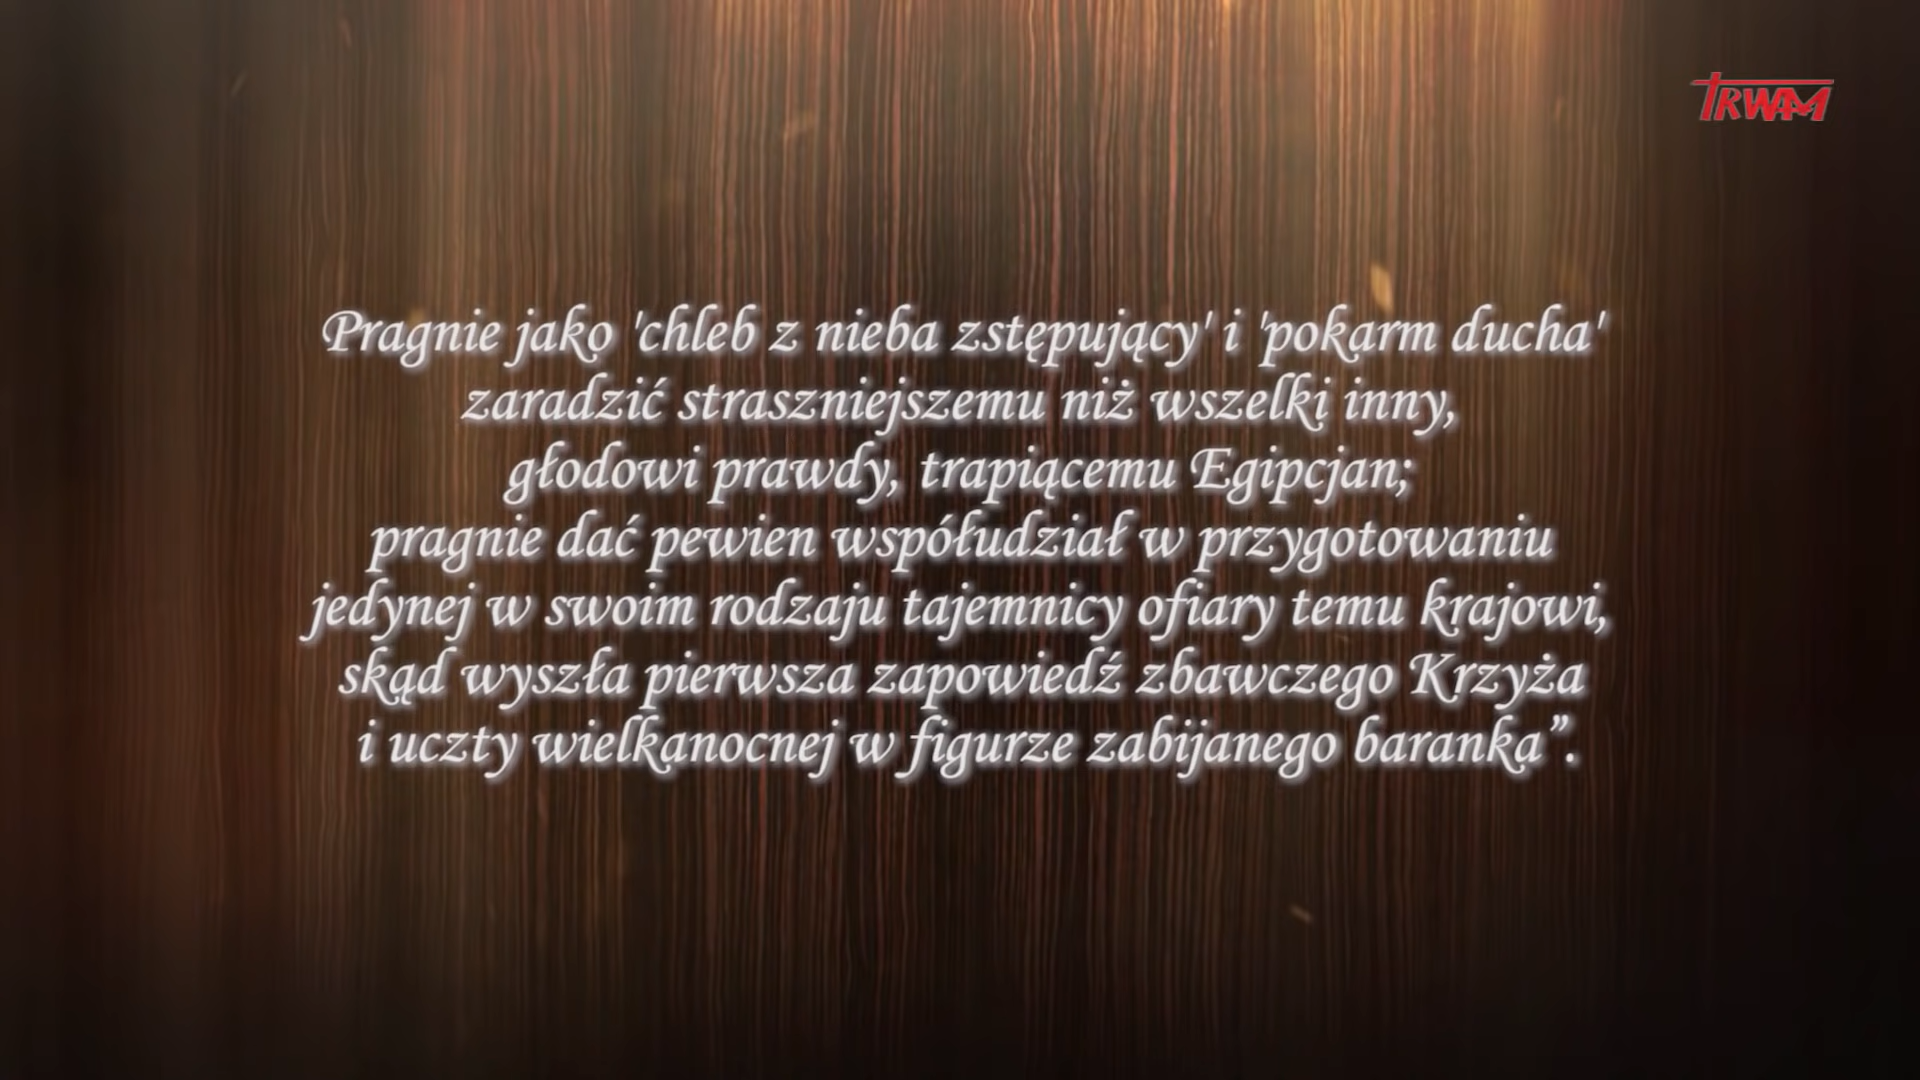 TRWAM
Pragnie jako 'chleb z nieba zstępujący' i 'pokarm ducha'
zaradzić straszniejszemu niż wszelki inny,
głodowi prawdy, trapiącemu Egipcjan;
pragnie dać pewien współudział w przygotowaniu
jedynej w swoim rodzaju tajemnicy ofiary temu krajowi,
skąd wyszła pierwsza zapowiedź zbawczego Krzyża
i uczty wielkanocnej w figurze zabijanego baranka”.